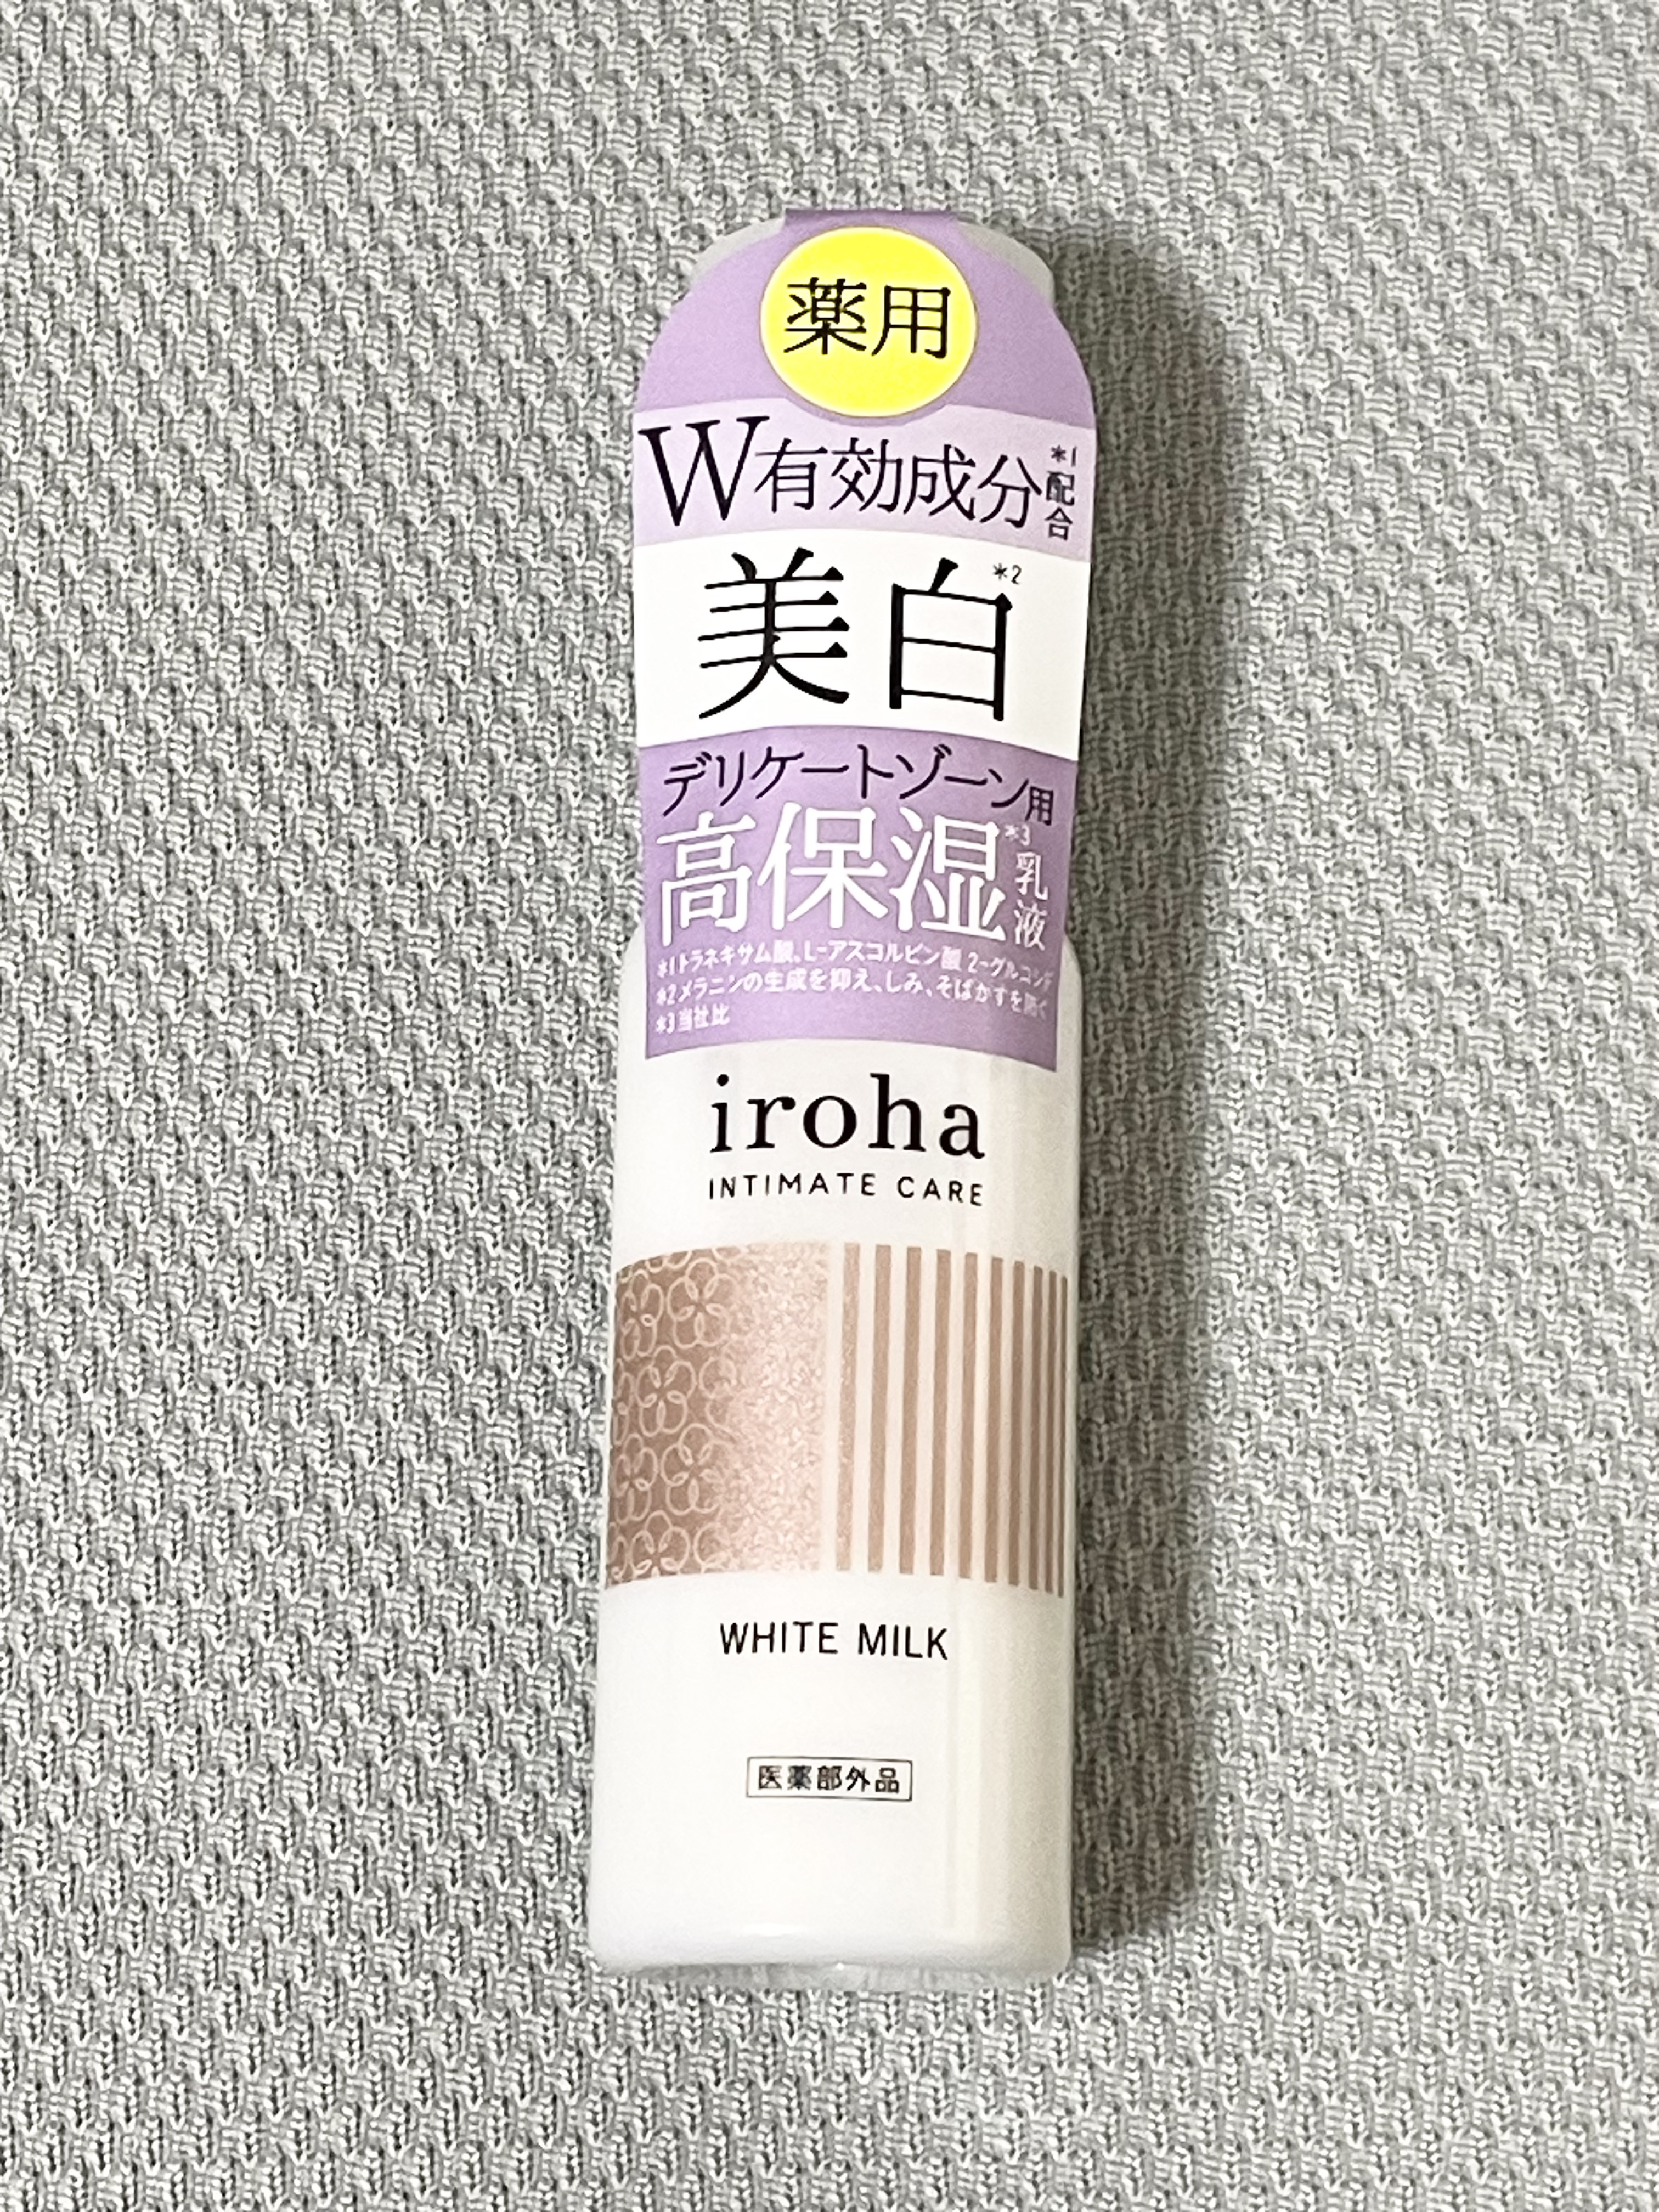 薬用
W有効成分*1配合
美白*2
デリケートゾーン用
高保湿*3乳液
*1トラネキサム酸、L-アスコルビン酸 2-グルコシド
*2メラニンの生成を抑え、しみ、そばかすを防ぐ
*3当社比
iroha
INTIMATE CARE
WHITE MILK
医薬部外品